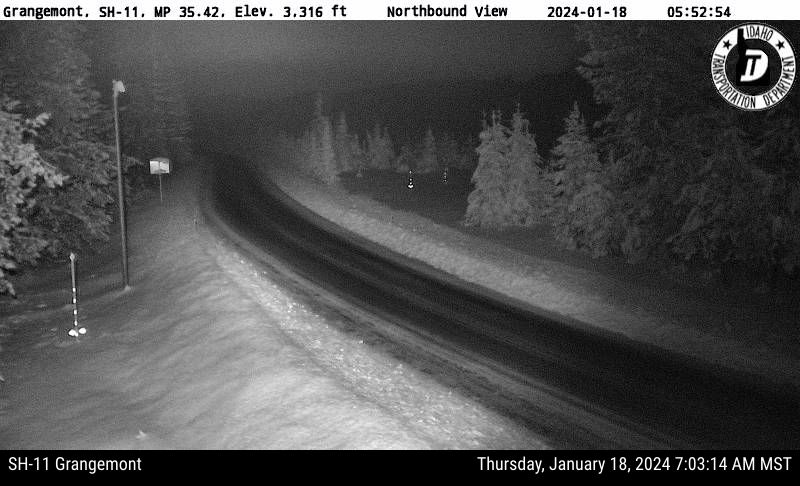 Grangemont, SH-11, MP 35.42, Elev. 3,316 ft Northbound View 2024-01-18 05:52:54
IDAHO
TRANSPORTATION DEPARTMENT
SH-11 Grangemont Thursday, January 18, 2024 7:03:14 AM MST